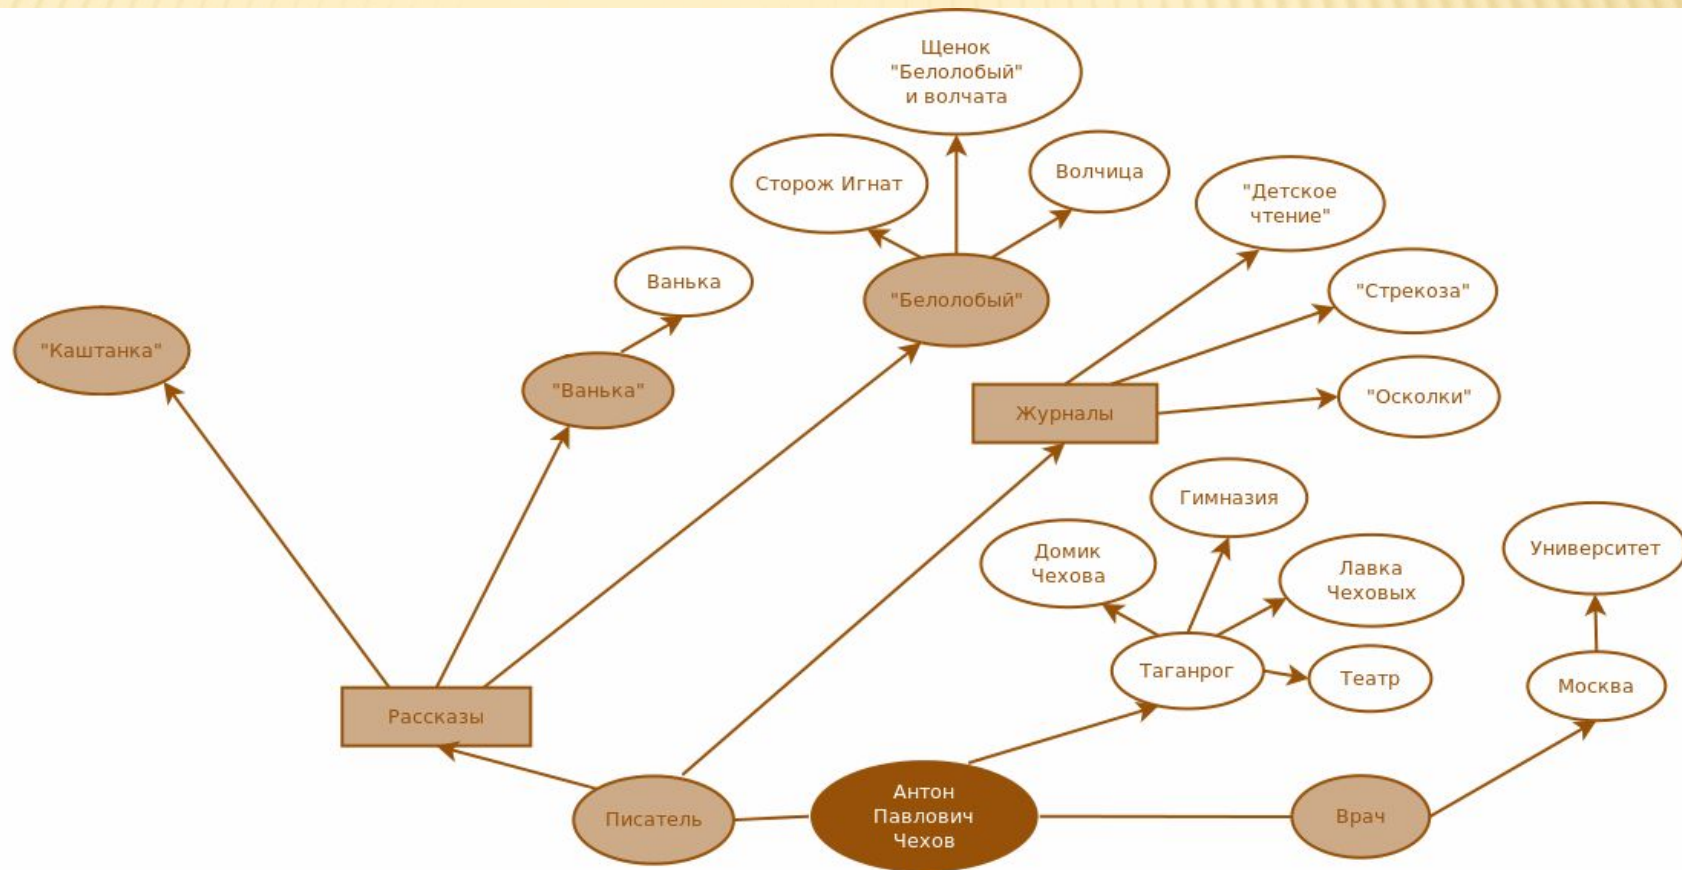 Щенок
"Белолобый"
и волчата
Сторож Игнат
Волчица
"Детское
чтение"
Ванька
"Белолобый"
"Стрекоза"
"Каштанка"
"Ванька"
"Осколки"
Журналы
Гимназия
Домик
Чехова
Лавка
Чеховых
Университет
Таганрог
Театр
Москва
Рассказы
Писатель
Антон
Павлович
Чехов
Врач